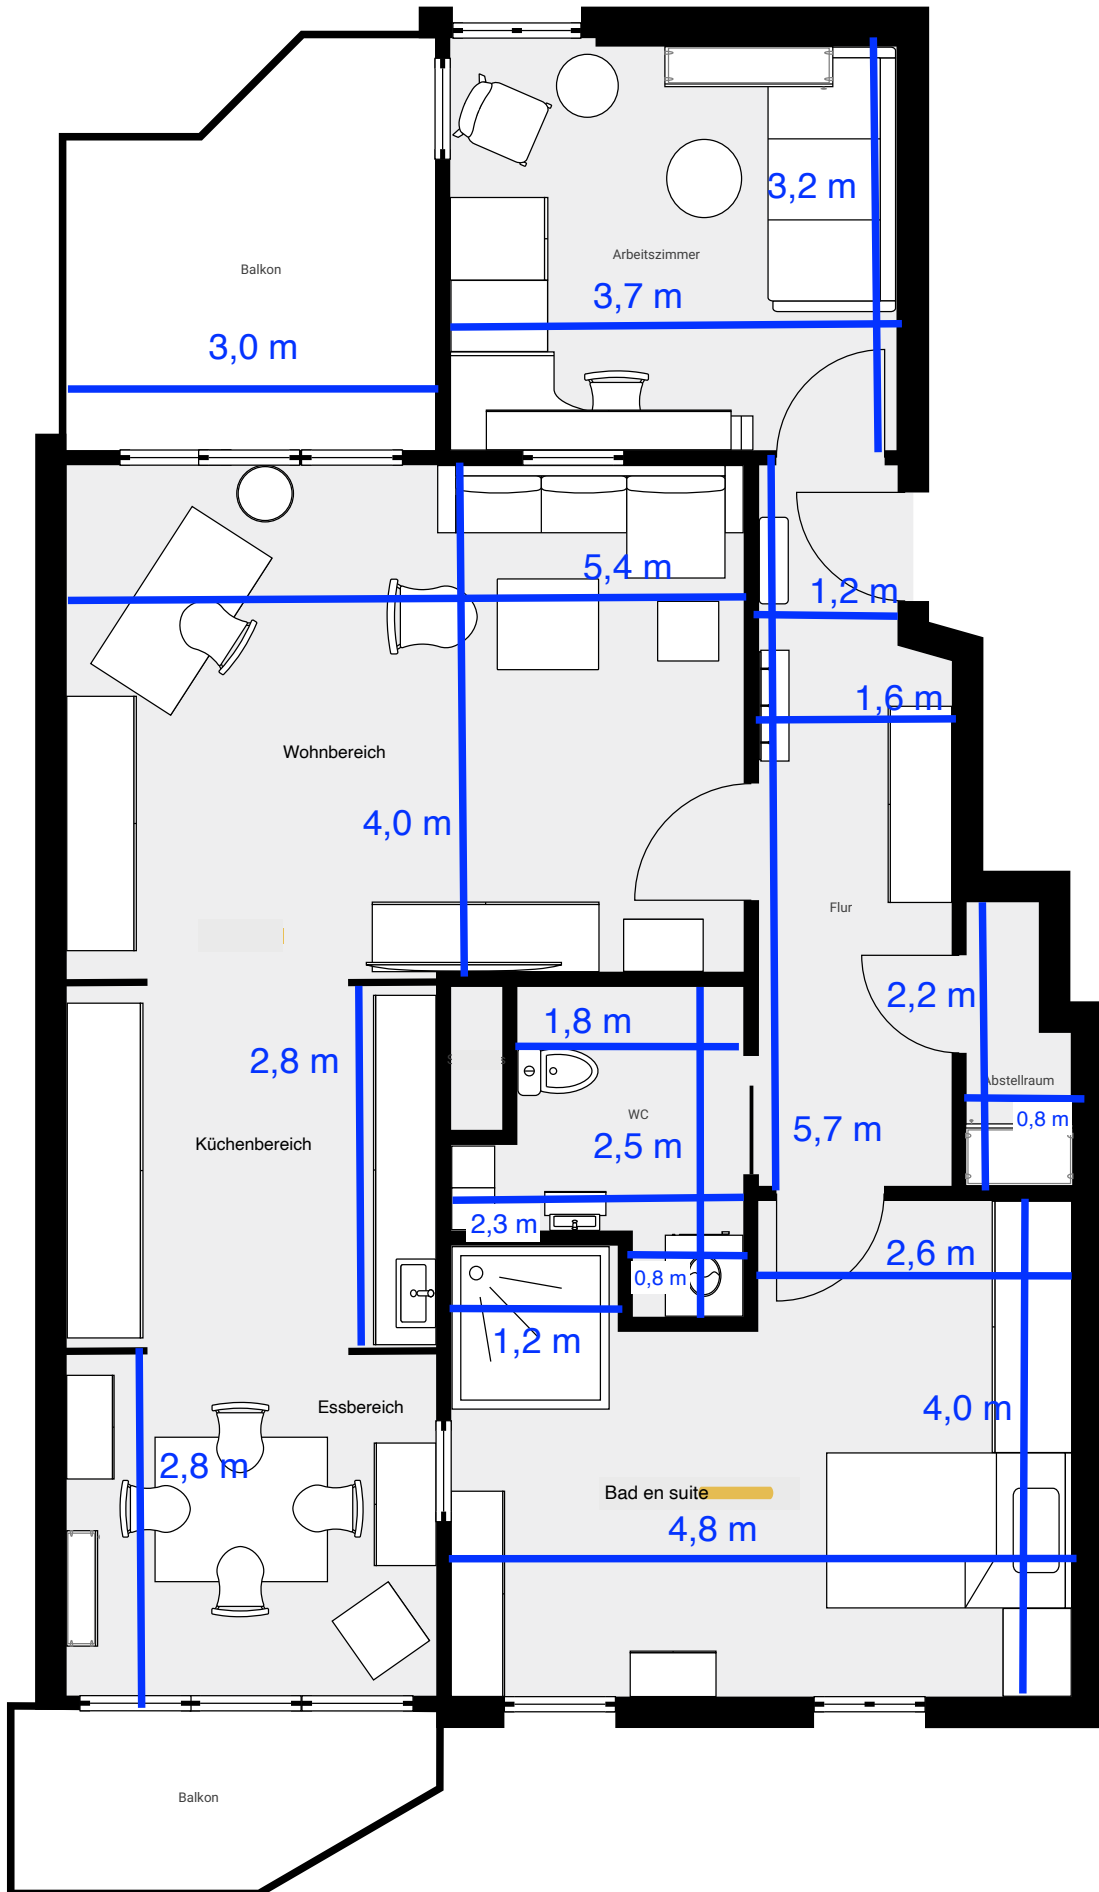 3,2 m
Arbeitszimmer
Balkon
3,7 m
3,0 m
5,4 m
1,2 m
1,6 m
Wohnbereich
4,0 m
Flur
2,2 m
1,8 m
2,8 m
Abstellraum
WC
0,8 m
5,7 m
Küchenbereich
2,5 m
2,3 m
2,6 m
0,8 m
1,2 m
Essbereich
4,0 m
2,8 m
Bad en suite
4,8 m
Balkon